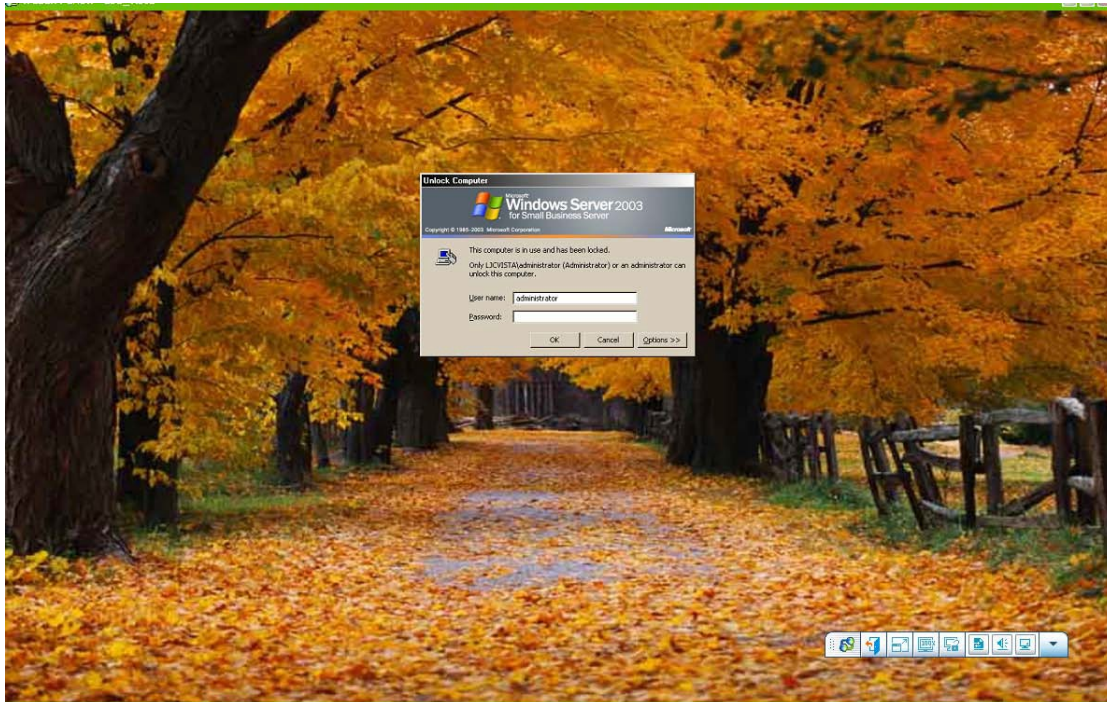 Unlock Computer
Microsoft
Windows Server 2003
for Small Business Server
Copyright © 1985-2003 Microsoft Corporation
Microsoft
This computer is in use and has been locked.
Only LJCVISTA\administrator (Administrator) or an administrator can
unlock this computer.
User name: administrator
Password:
OK Cancel Options >>